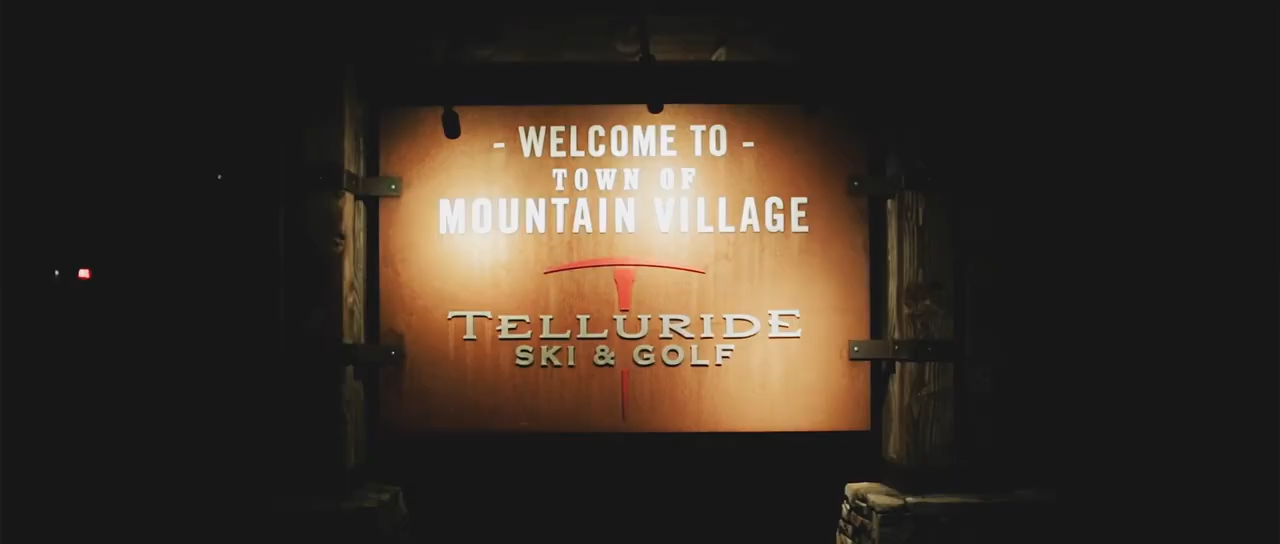 - WELCOME TO -
TOWN OF
MOUNTAIN VILLAGE
TELLURIDE
SKI & GOLF